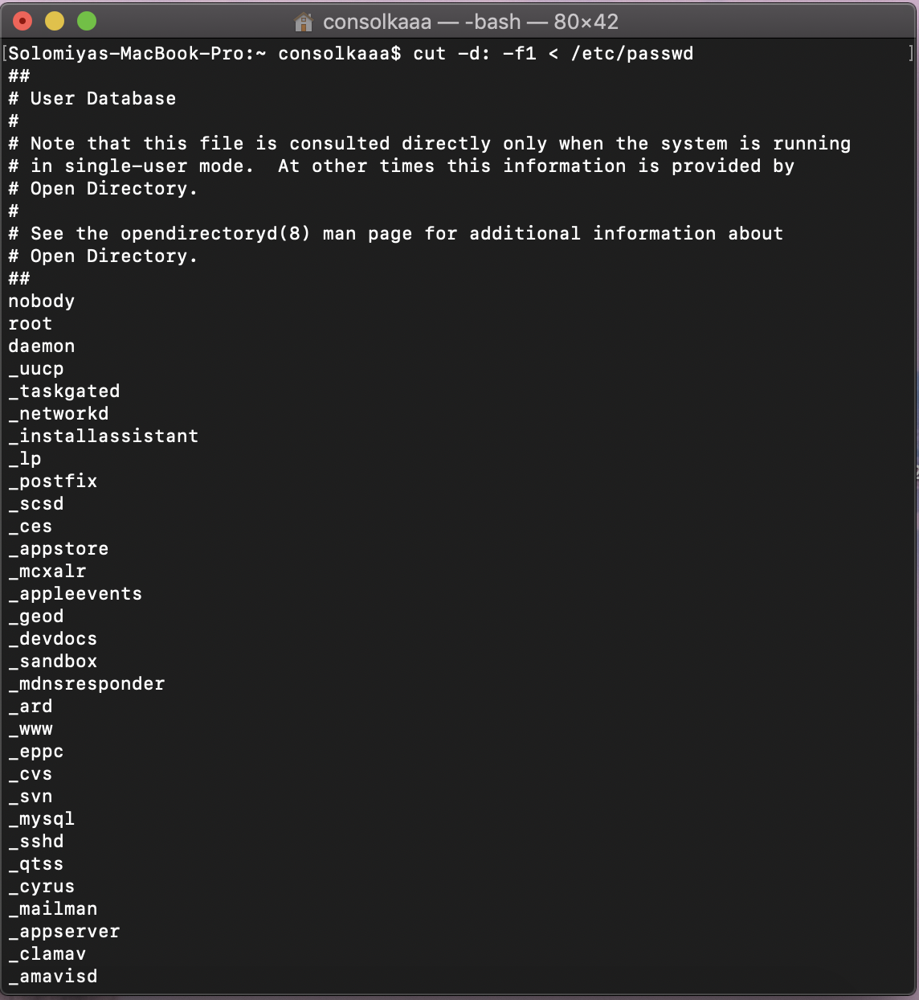 consolkaaa — -bash — 80×42
[Solomiyas-MacBook-Pro:~ consolkaaa$ cut -d: -f1 < /etc/passwd ]
##
# User Database
#
# Note that this file is consulted directly only when the system is running
# in single-user mode.  At other times this information is provided by
# Open Directory.
#
# See the opendirectoryd(8) man page for additional information about
# Open Directory.
##
nobody
root
daemon
_uucp
_taskgated
_networkd
_installassistant
_lp
_postfix
_scsd
_ces
_appstore
_mcxalr
_appleevents
_geod
_devdocs
_sandbox
_mdnsresponder
_ard
_www
_eppc
_cvs
_svn
_mysql
_sshd
_qtss
_cyrus
_mailman
_appserver
_clamav
_amavisd